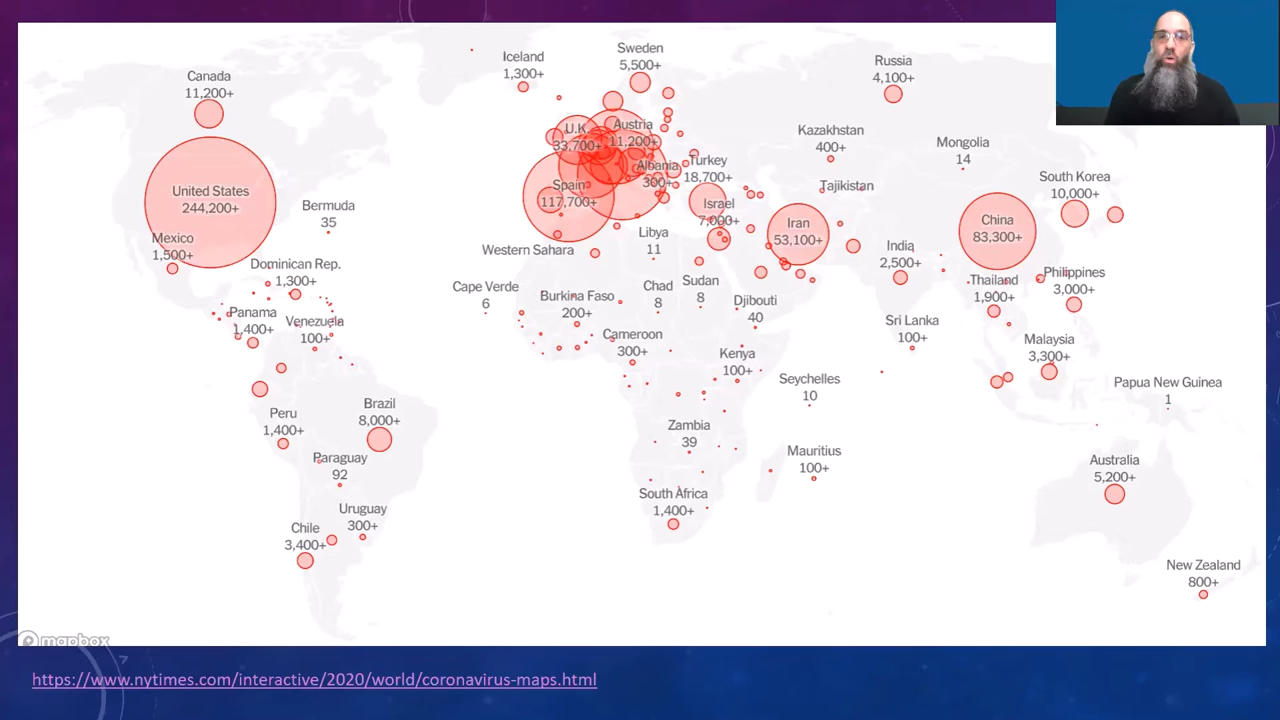 Iceland
1,300+
Sweden
5,500+
Russia
4,100+
Canada
11,200+
U.K.
33,700+
Austria
11,200+
Kazakhstan
400+
Mongolia
14
Albania
300+
Turkey
18,700+
Tajikistan
South Korea
10,000+
United States
244,200+
Spain
117,700+
Bermuda
35
Israel
7,000+
Iran
53,100+
China
83,300+
Mexico
1,500+
Western Sahara
Libya
11
India
2,500+
Dominican Rep.
1,300+
Cape Verde
6
Burkina Faso
200+
Chad
8
Sudan
8
Djibouti
40
Thailand
1,900+
Philippines
3,000+
Panama
1,400+
Venezuela
100+
Cameroon
300+
Sri Lanka
100+
Kenya
100+
Malaysia
3,300+
Seychelles
10
Papua New Guinea
1
Peru
1,400+
Brazil
8,000+
Zambia
39
Mauritius
100+
Paraguay
92
Australia
5,200+
South Africa
1,400+
Uruguay
300+
Chile
3,400+
New Zealand
800+
mapbox
https://www.nytimes.com/interactive/2020/world/coronavirus-maps.html